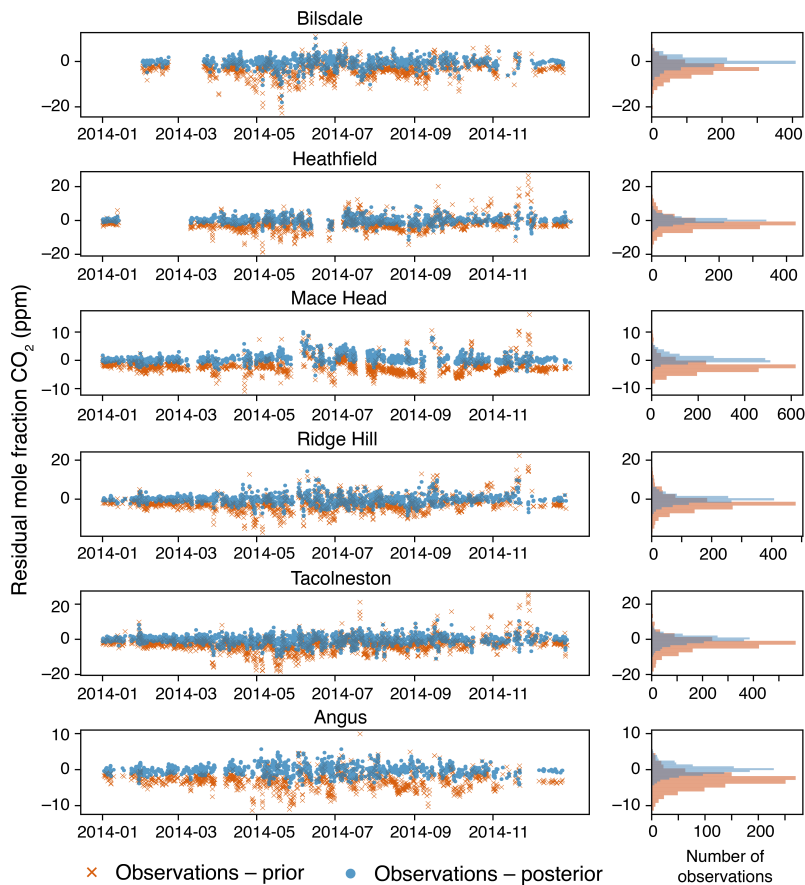 Bilsdale
0
−20
2014-01 2014-03 2014-05 2014-07 2014-09 2014-11
0 200 400
Heathfield
20
0
−20
2014-01 2014-03 2014-05 2014-07 2014-09 2014-11
0 200 400
Mace Head
10
0
−10
2014-01 2014-03 2014-05 2014-07 2014-09 2014-11
0 200 400 600
Ridge Hill
20
0
2014-01 2014-03 2014-05 2014-07 2014-09 2014-11
0 200 400
Tacolneston
20 20
0 0
−20 −20
2014-01 2014-03 2014-05 2014-07 2014-09 2014-11
0 200 400
Angus
10 10
0 0
−10 −10
2014-01 2014-03 2014-05 2014-07 2014-09 2014-11
0 100 200
Residual mole fraction CO2 (ppm)
Number of
observations
Observations – prior Observations – posterior
0
−20
20
0
−20
10
0
−10
20
0